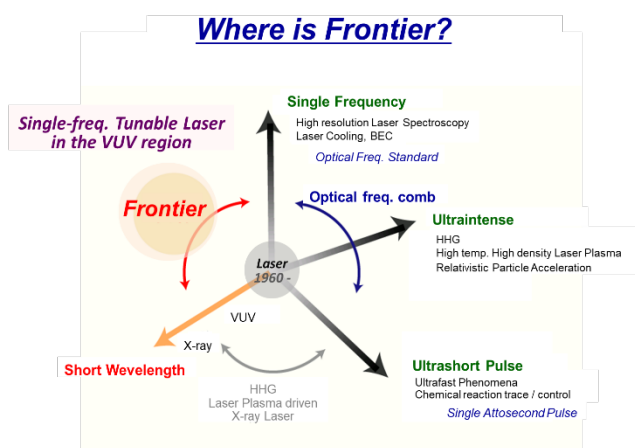 Where is Frontier?
Single-freq. Tunable Laser
in the VUV region
Single Frequency
High resolution Laser Spectroscopy
Laser Cooling, BEC
Optical Freq. Standard
Frontier
Optical freq. comb
Ultraintense
HHG
High temp. High density Laser Plasma
Relativistic Particle Acceleration
Laser
1960 -
VUV
X-ray
Short Wevelength
HHG
Laser Plasma driven
X-ray Laser
Ultrashort Pulse
Ultrafast Phenomena
Chemical reaction trace / control
Single Attosecond Pulse